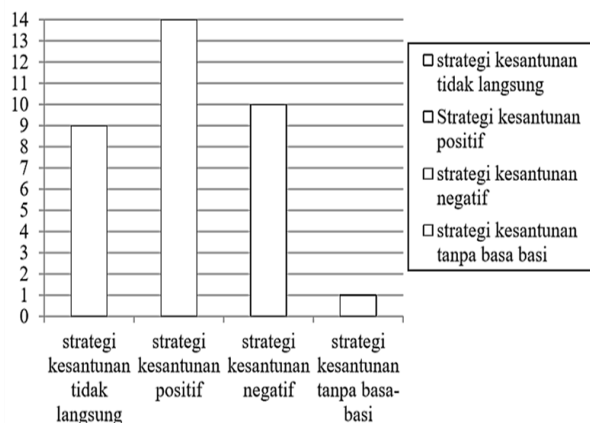 14
13
12
11
10
9
8
7
6
5
4
3
2
1
0
strategi
kesantunan
tidak
langsung
strategi
kesantunan
positif
strategi
kesantunan
negatif
strategi
kesantunan
tanpa basa-
basi
strategi kesantunan
tidak langsung
Strategi kesantunan
positif
strategi kesantunan
negatif
strategi kesantunan
tanpa basa basi